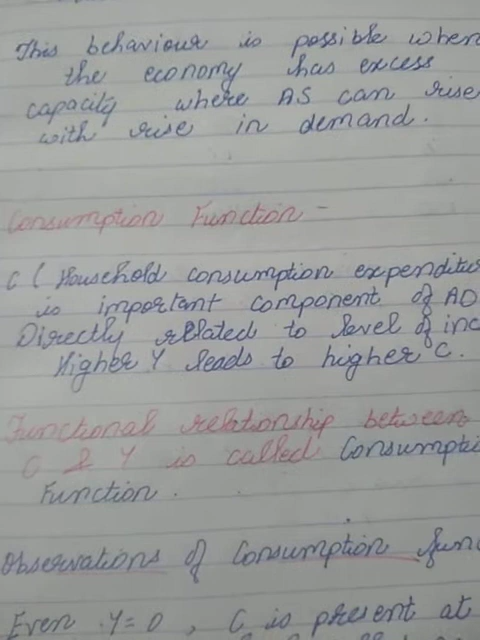 This behaviour is possible when
the economy has excess
capacity where AS can rise
with rise in demand.
Consumption Function -
C ( Household consumption expenditu
is important component of AD
Directly related to level of inc
Higher Y leads to higher C.
Functional relationship between
C & Y is called Consumpti
Function.
Observations of Consumption func
Even Y = 0, C is present at